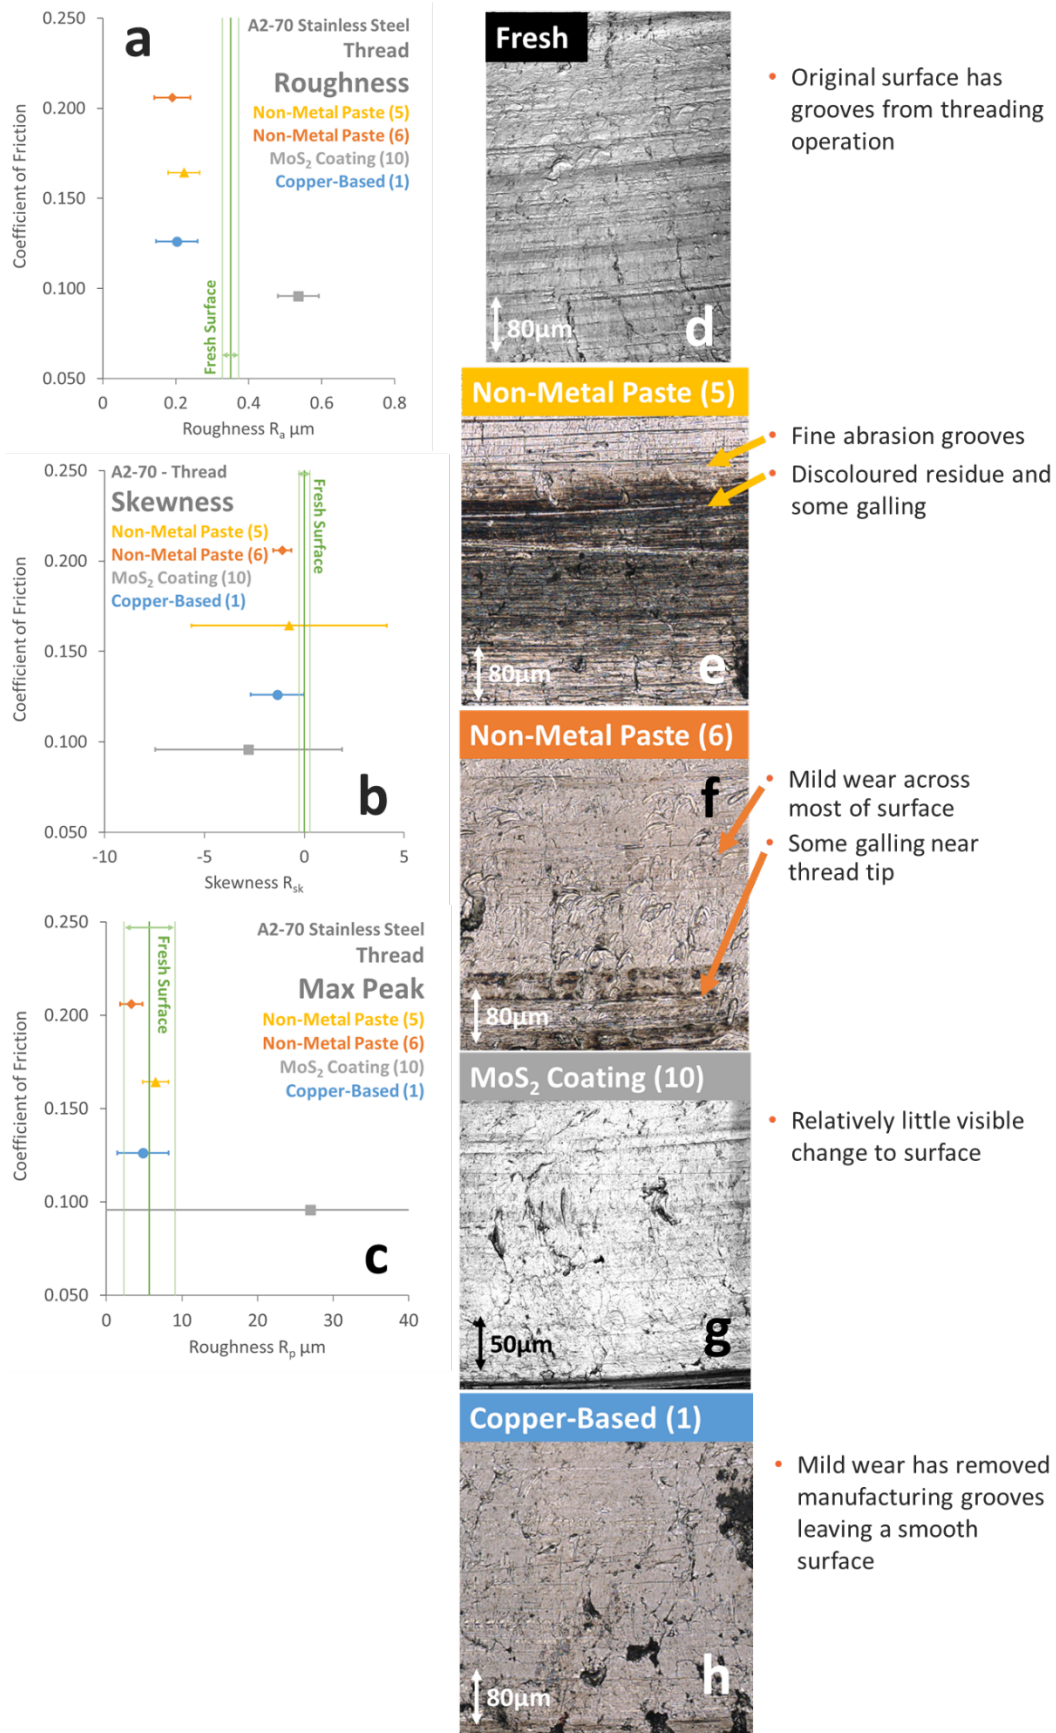 a
A2-70 Stainless Steel
Thread
Roughness
Non-Metal Paste (5)
Non-Metal Paste (6)
MoS₂ Coating (10)
Copper-Based (1)
Fresh Surface
Coefficient of Friction
0.250
0.200
0.150
0.100
0.050
0
0.2
0.4
0.6
0.8
Roughness Rₐ µm
A2-70 - Thread
Skewness
Non-Metal Paste (5)
Non-Metal Paste (6)
MoS₂ Coating (10)
Copper-Based (1)
Fresh Surface
b
Coefficient of Friction
0.250
0.200
0.150
0.100
0.050
-10
-5
0
5
Skewness Rsk
A2-70 Stainless Steel
Thread
Max Peak
Non-Metal Paste (5)
Non-Metal Paste (6)
MoS₂ Coating (10)
Copper-Based (1)
Fresh Surface
c
Coefficient of Friction
0.250
0.200
0.150
0.100
0.050
0
10
20
30
40
Roughness Rₚ µm
Fresh
80µm
d
• Original surface has
grooves from threading
operation
Non-Metal Paste (5)
80µm
e
• Fine abrasion grooves
• Discoloured residue and
some galling
Non-Metal Paste (6)
f
80µm
• Mild wear across
most of surface
• Some galling near
thread tip
MoS₂ Coating (10)
50µm
g
• Relatively little visible
change to surface
Copper-Based (1)
80µm
h
• Mild wear has removed
manufacturing grooves
leaving a smooth
surface